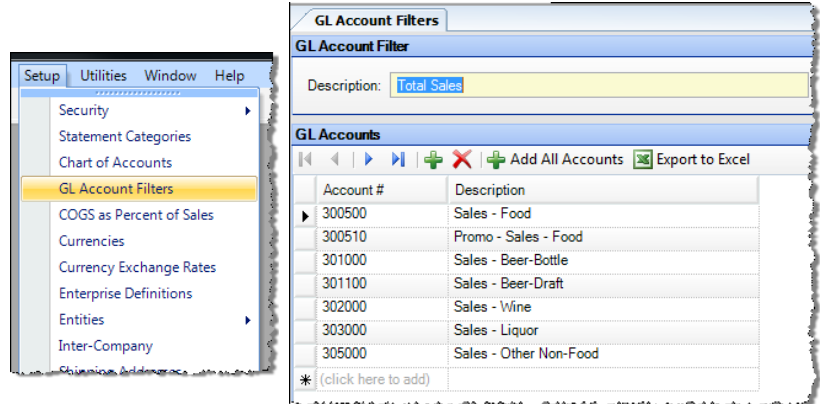 Setup Utilities Window Help
Security
Statement Categories
Chart of Accounts
GL Account Filters
COGS as Percent of Sales
Currencies
Currency Exchange Rates
Enterprise Definitions
Entities
Inter-Company
Shipping Addresses
GL Account Filters
GL Account Filter
Description: Total Sales
GL Accounts
Add All Accounts Export to Excel
Account # Description
300500 Sales - Food
300510 Promo - Sales - Food
301000 Sales - Beer-Bottle
301100 Sales - Beer-Draft
302000 Sales - Wine
303000 Sales - Liquor
305000 Sales - Other Non-Food
(click here to add)